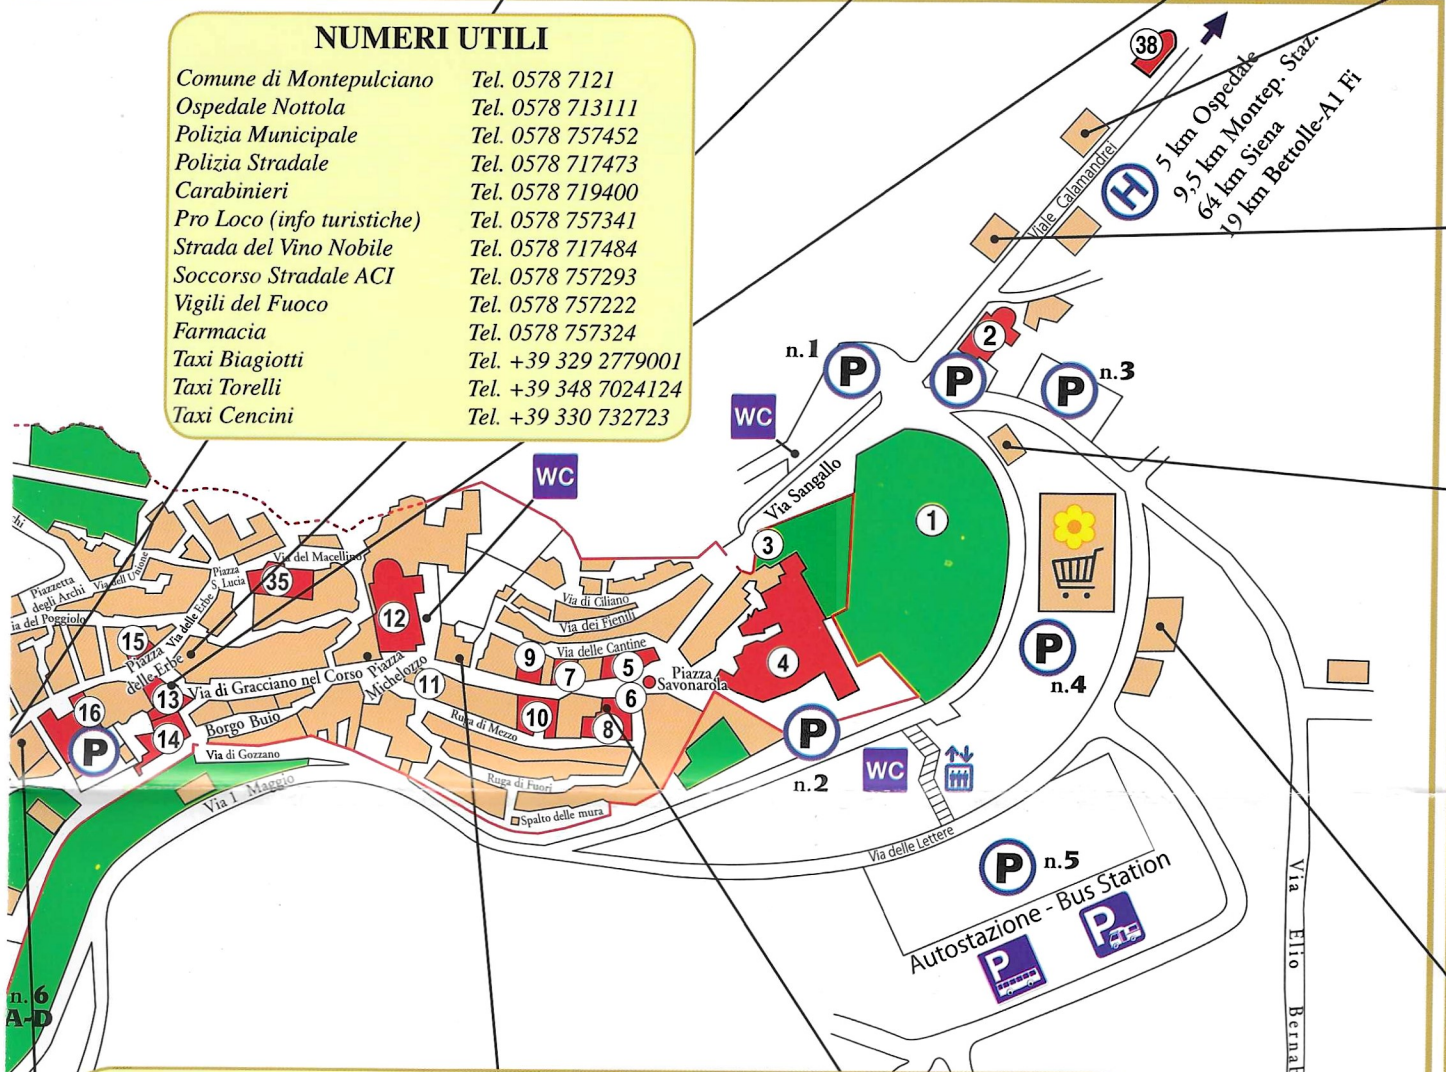 NUMERI UTILI
Comune di Montepulciano Tel. 0578 7121
Ospedale Nottola Tel. 0578 713111
Polizia Municipale Tel. 0578 757452
Polizia Stradale Tel. 0578 717473
Carabinieri Tel. 0578 719400
Pro Loco (info turistiche) Tel. 0578 757341
Strada del Vino Nobile Tel. 0578 717484
Soccorso Stradale ACI Tel. 0578 757293
Vigili del Fuoco Tel. 0578 757222
Farmacia Tel. 0578 757324
Taxi Biagiotti Tel. +39 329 2779001
Taxi Torelli Tel. +39 348 7024124
Taxi Cencini Tel. +39 330 732723
38
5 km Ospedale
9,5 km Montep. Staz.
64 km Siena
19 km Bettolle-A1 Fi
H
Viale Calamandrei
2
n.1
P
P
P
n.3
WC
WC
Via Sangallo
1
3
4
P
n.4
P
n.2
WC
Via delle Lettere
P
n.5
Autostazione - Bus Station
P
P
Via Elio
Via del Macellino
35
Piazza
S. Lucia
Via dell'Unione
Piazzetta
degli Archi
ia del Poggiolo
Via delle Erbe
15
Piazza
delle Erbe
12
Via di Ciliano
Via dei Fienili
Via delle Cantine
9
7
5
6
Piazza
Savonarola
13
Via di Gracciano nel Corso
Piazza
Michelozzo
11
16
P
14
Borgo Buio
Via di Gozzano
10
8
Ruga di Mezzo
Ruga di Fuori
Spalto delle mura
Via I Maggio
n.6
A-D